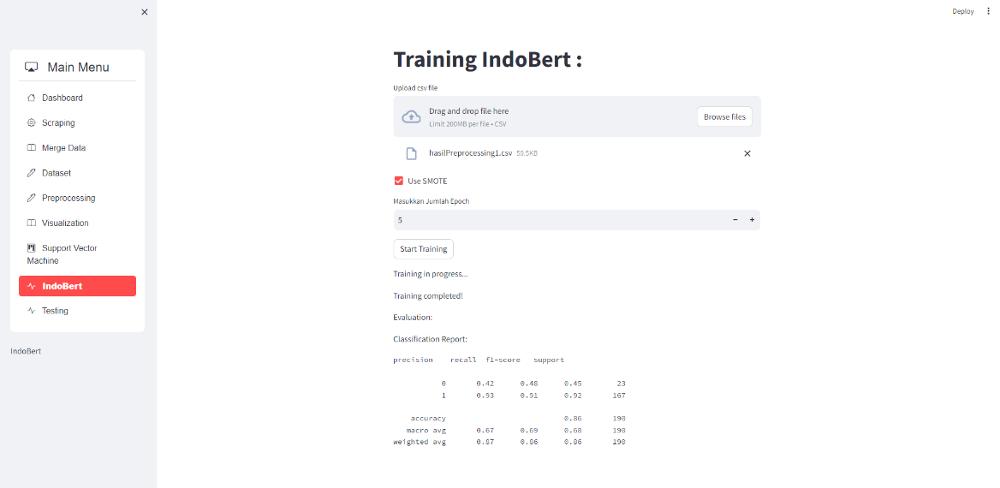 Deploy
Main Menu
Dashboard
Scraping
Merge Data
Dataset
Preprocessing
Visualization
Support Vector
Machine
IndoBert
Testing
IndoBert
Training IndoBert :
Upload csv file
Drag and drop file here
Limit 200MB per file • CSV
Browse files
hasilPreprocessing1.csv 50.5KB
Use SMOTE
Masukkan Jumlah Epoch
5
Start Training
Training in progress...
Training completed!
Evaluation:
Classification Report:
precision recall f1-score support
0 0.42 0.48 0.45 23
1 0.93 0.91 0.92 167
accuracy 0.86 190
macro avg 0.67 0.69 0.68 190
weighted avg 0.87 0.86 0.86 190